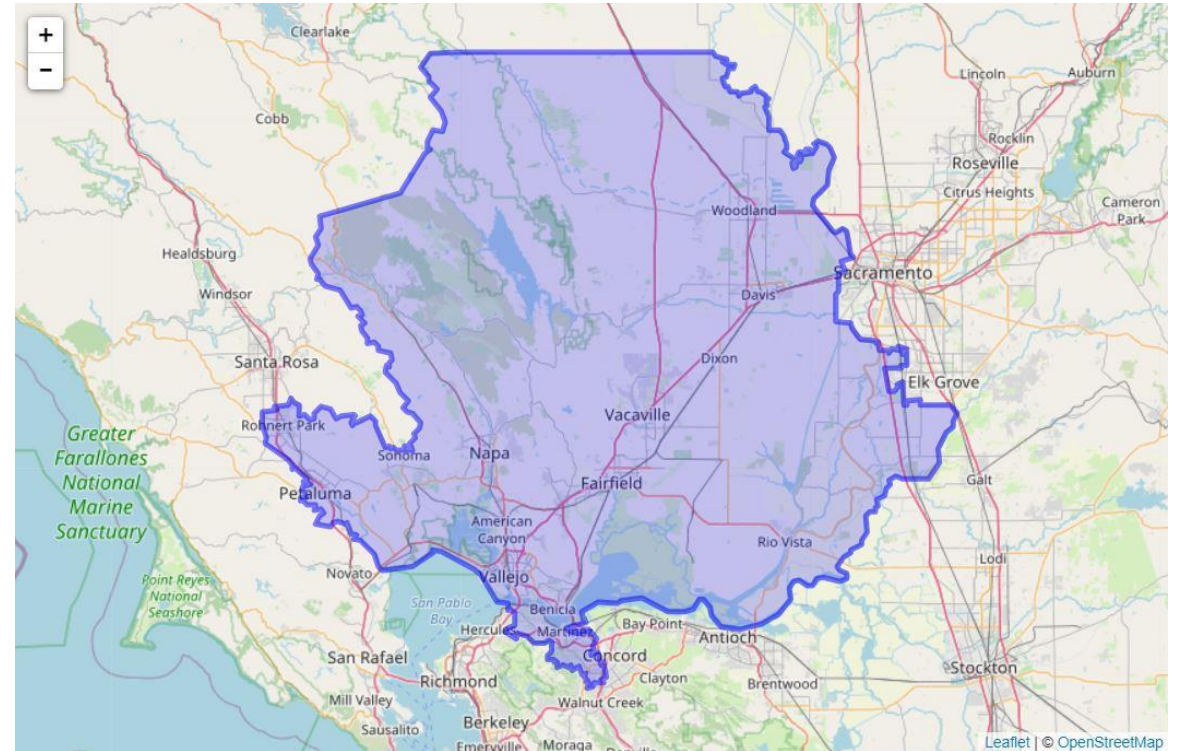 +
Clearlake
−
Lincoln
Auburn
Cobb
Rocklin
Roseville
Citrus Heights
Cameron
Park
Woodland
Healdsburg
Sacramento
Windsor
Davis
Santa Rosa
Dixon
Elk Grove
Vacaville
Rohnert Park
Greater
Farallones
National
Marine
Sanctuary
Sonoma
Napa
Galt
Fairfield
Petaluma
American
Canyon
Rio Vista
Lodi
Novato
Vallejo
Point Reyes
National
Seashore
San Pablo
Bay
Benicia
Hercules
Martinez
Bay Point
Antioch
San Rafael
Concord
Stockton
Richmond
Clayton
Brentwood
Mill Valley
Walnut Creek
Berkeley
Sausalito
Emeryville
Moraga
Danville
Leaflet | © OpenStreetMap